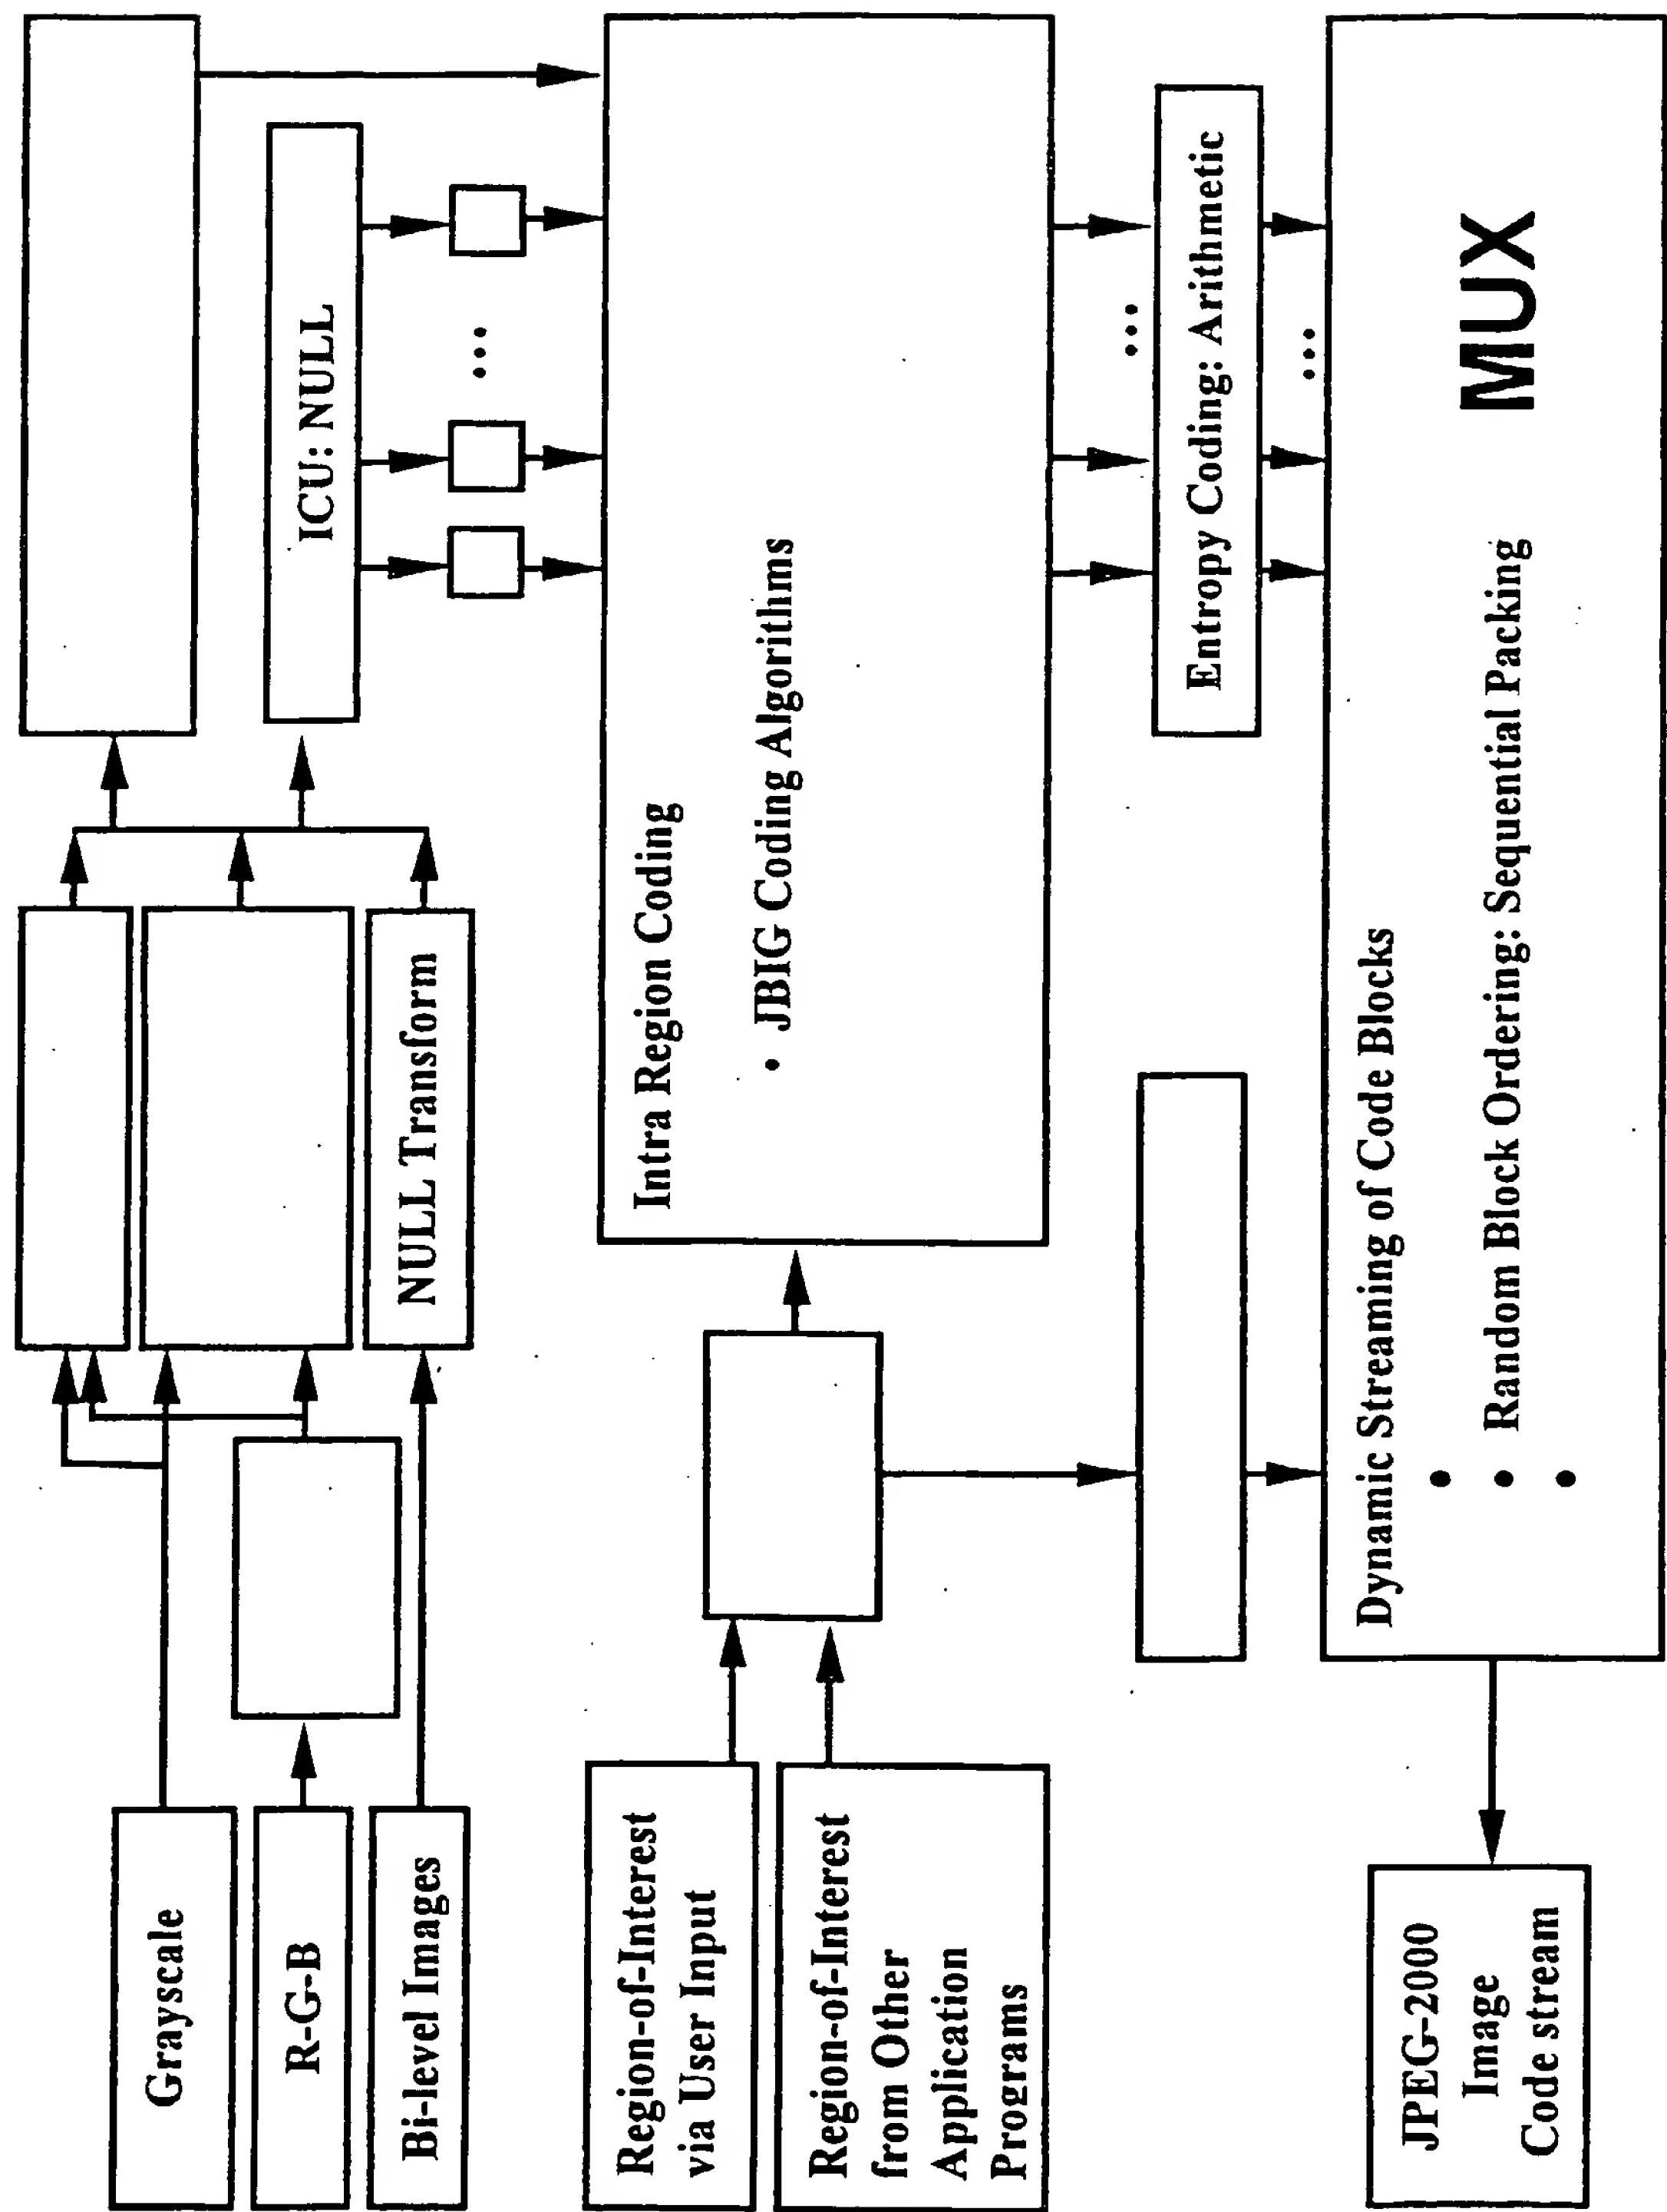 Grayscale
R-G-B
Bi-level Images
NULL Transform
ICU: NULL
...
Region-of-Interest
via User Input
Region-of-Interest
from Other
Application
Programs
Intra Region Coding
• JBIG Coding Algorithms
...
Entropy Coding: Arithmetic
...
Dynamic Streaming of Code Blocks
•
• Random Block Ordering: Sequential Packing
•
MUX
JPEG-2000
Image
Code stream